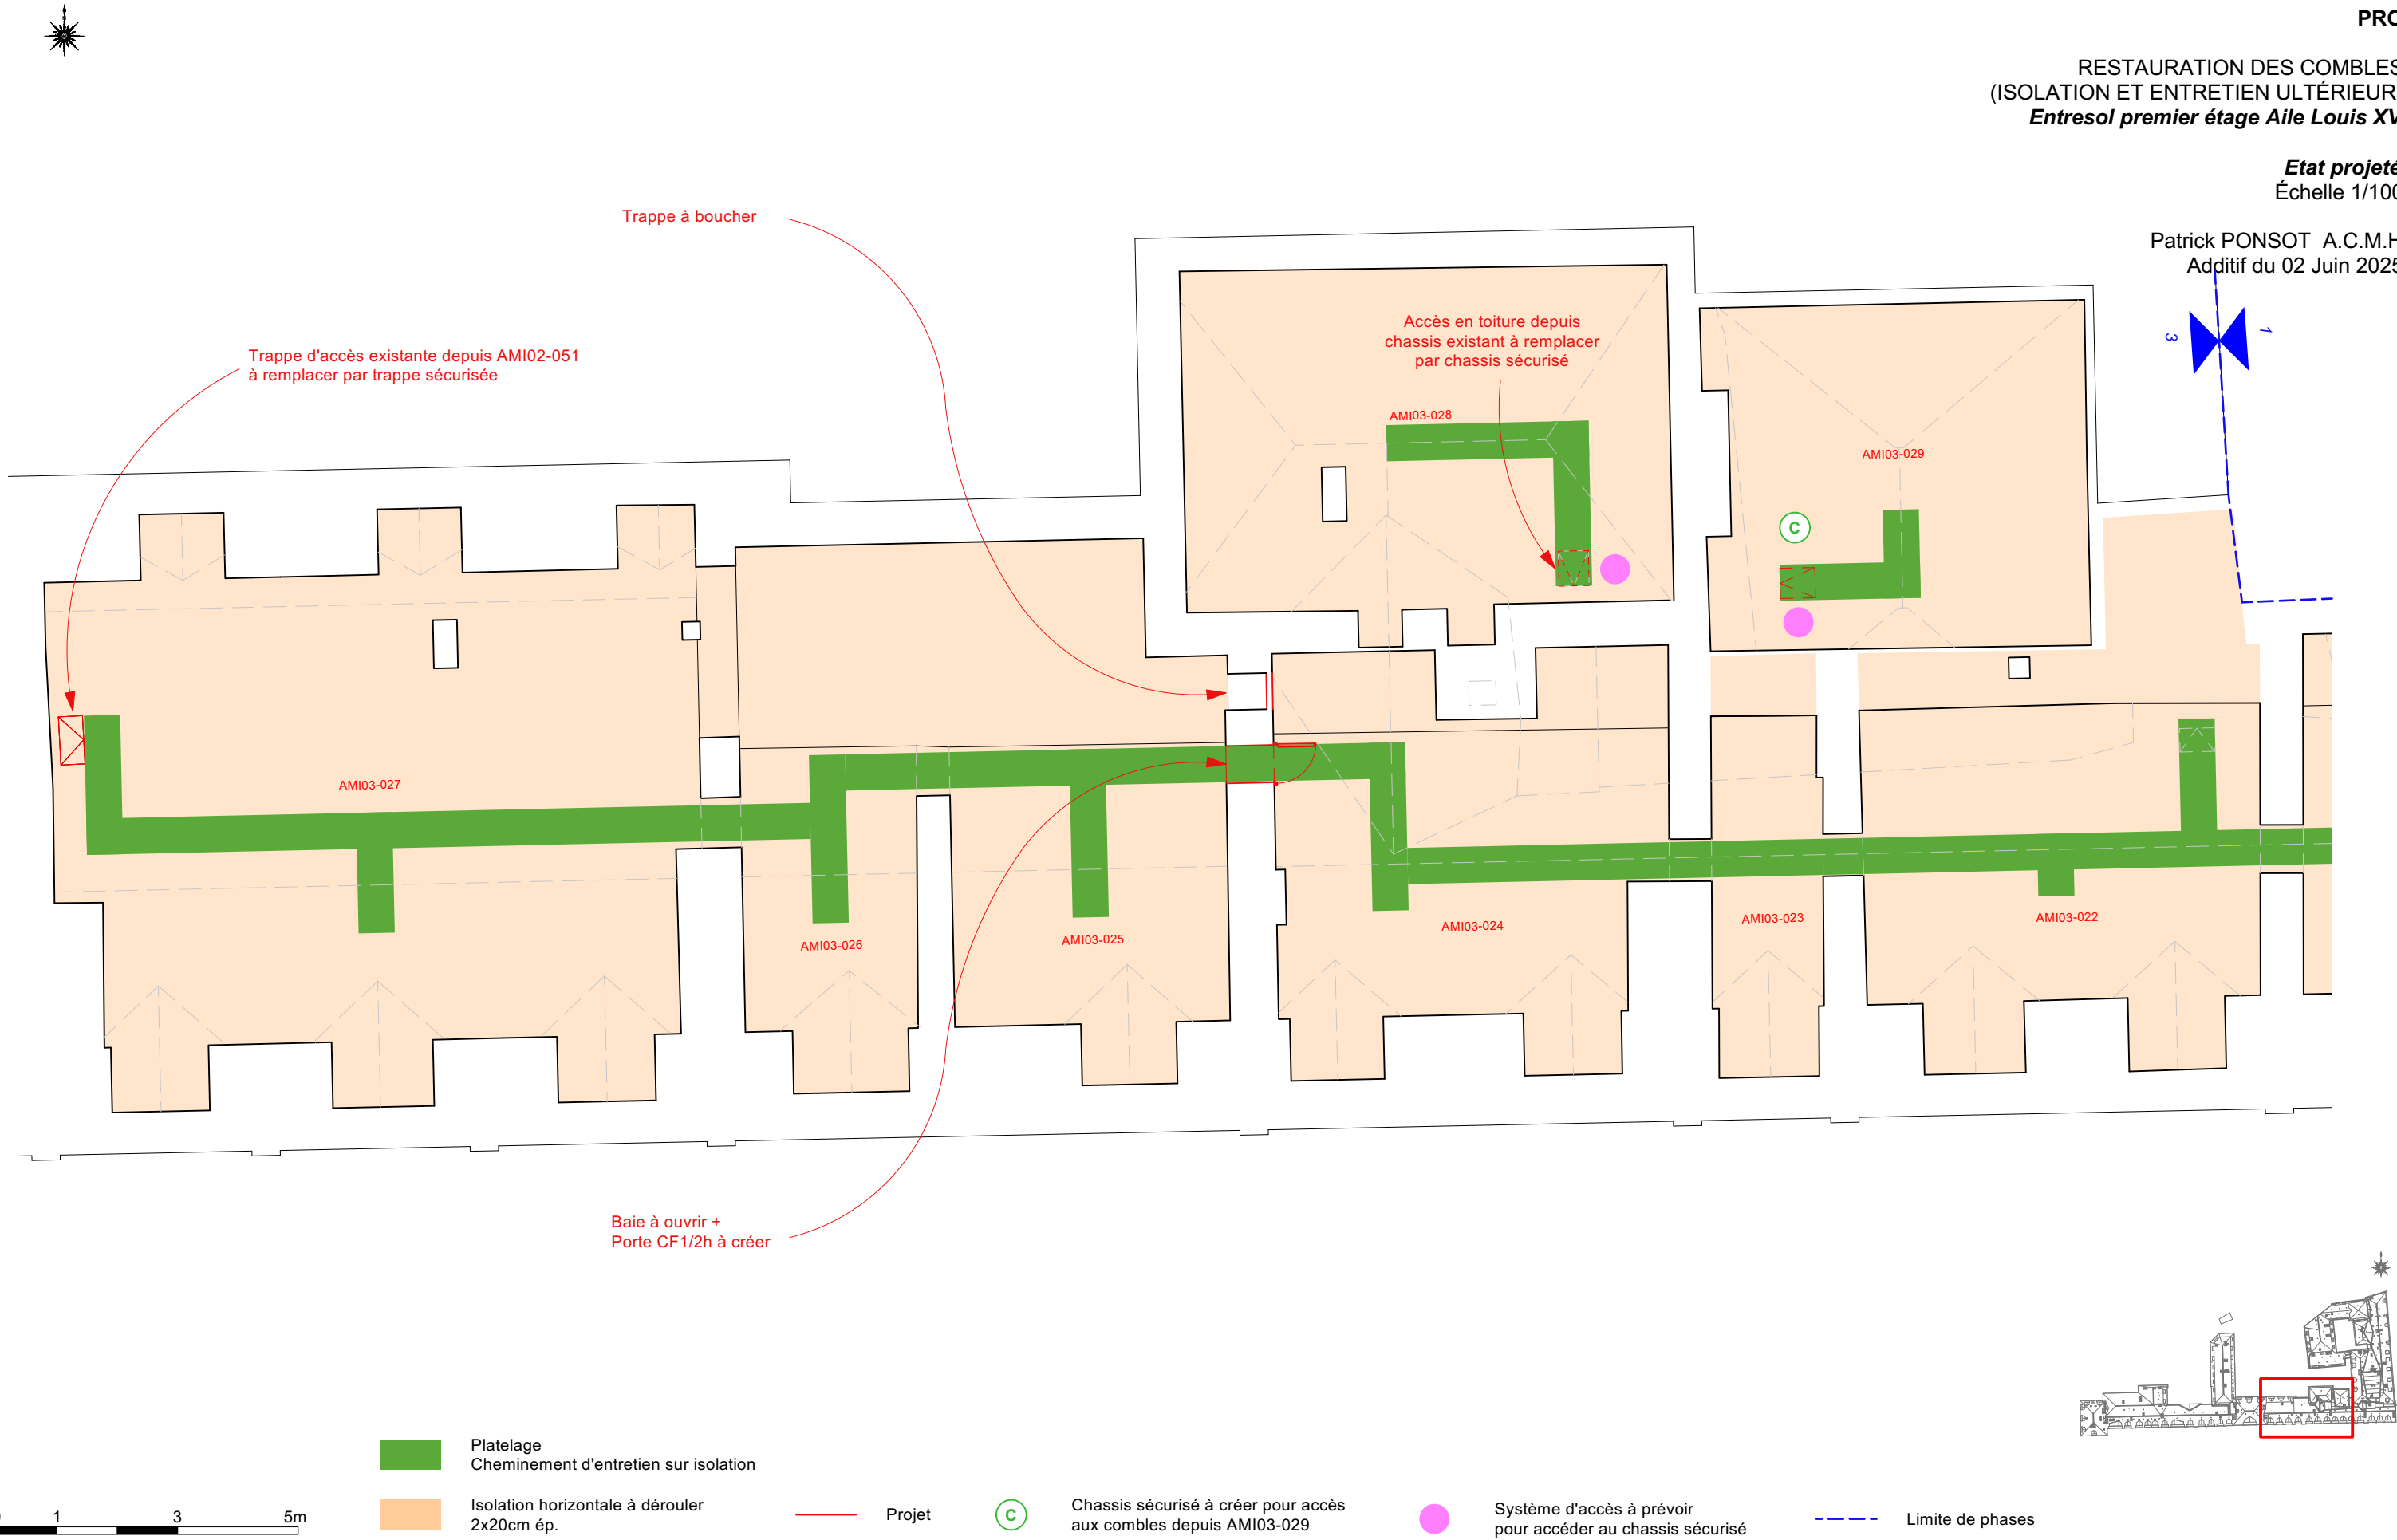 PRO
RESTAURATION DES COMBLES
(ISOLATION ET ENTRETIEN ULTÉRIEUR
Entresol premier étage Aile Louis XV
Etat projeté
Échelle 1/100
Patrick PONSOT A.C.M.H
Additif du 02 Juin 2025
Trappe à boucher
Trappe d'accès existante depuis AMI02-051
à remplacer par trappe sécurisée
Accès en toiture depuis
chassis existant à remplacer
par chassis sécurisé
3
1
AMI03-028
AMI03-029
C
AMI03-027
AMI03-026
AMI03-025
AMI03-024
AMI03-023
AMI03-022
Baie à ouvrir +
Porte CF1/2h à créer
Platelage
Cheminement d'entretien sur isolation
Isolation horizontale à dérouler
2x20cm ép.
Projet
C
Chassis sécurisé à créer pour accès
aux combles depuis AMI03-029
Système d'accès à prévoir
pour accéder au chassis sécurisé
Limite de phases
1 3 5m